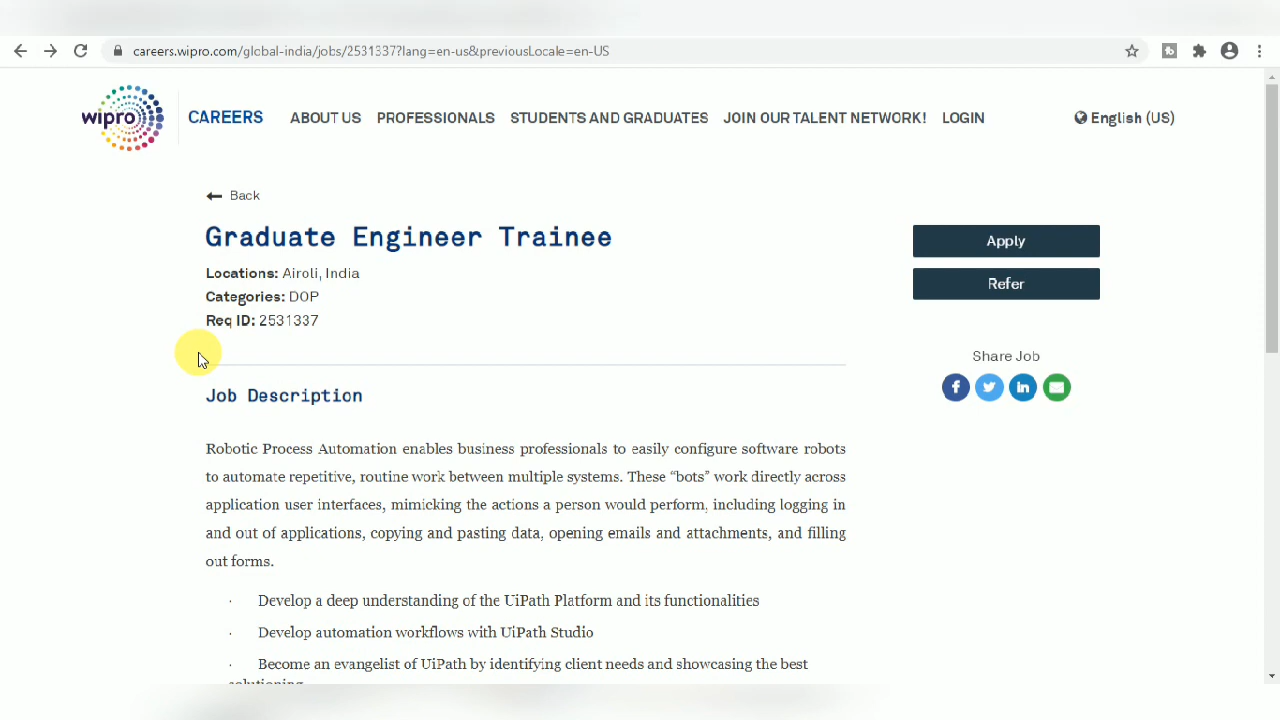 careers.wipro.com/global-india/jobs/2531337?lang=en-us&previousLocale=en-US
wipro
CAREERS
ABOUT US PROFESSIONALS STUDENTS AND GRADUATES JOIN OUR TALENT NETWORK! LOGIN
English (US)
Back
Graduate Engineer Trainee
Locations: Airoli, India
Categories: DOP
Req ID: 2531337
Apply
Refer
Share Job
Job Description
Robotic Process Automation enables business professionals to easily configure software robots
to automate repetitive, routine work between multiple systems. These “bots” work directly across
application user interfaces, mimicking the actions a person would perform, including logging in
and out of applications, copying and pasting data, opening emails and attachments, and filling
out forms.
· Develop a deep understanding of the UiPath Platform and its functionalities
· Develop automation workflows with UiPath Studio
· Become an evangelist of UiPath by identifying client needs and showcasing the best
solutioning